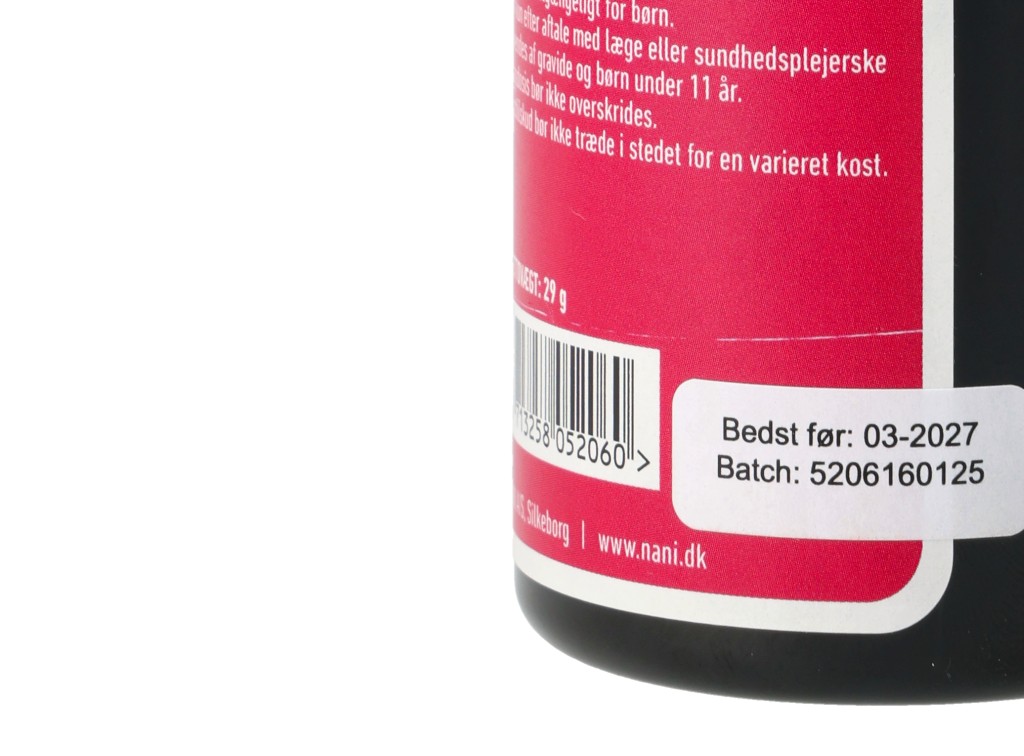 for børn.
efter aftale med læge eller sundhedsplejerske
af gravide og børn under 11 år.
bør ikke overskrides.
bør ikke træde i stedet for en varieret kost.
29 g
13258 052060 >
Bedst før: 03-2027
Batch: 5206160125
Silkeborg | www.nani.dk